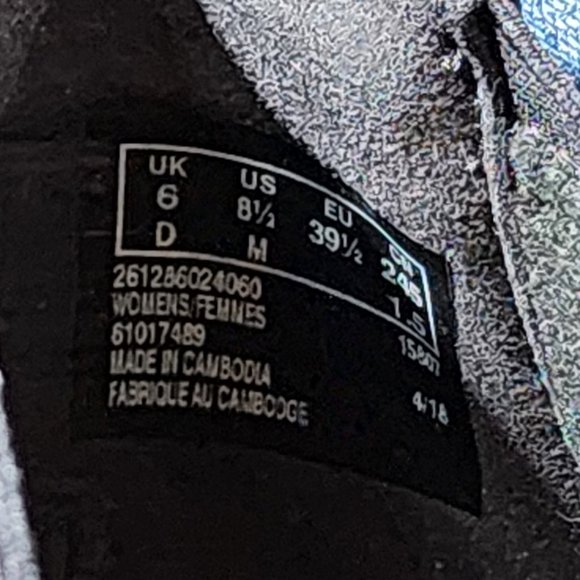 UK US EU CN
6 8½ 39½ 245
D M 1.5
261286024060
WOMENS/FEMMES
61017489 15807
MADE IN CAMBODIA
FABRIQUE AU CAMBODGE 4/18